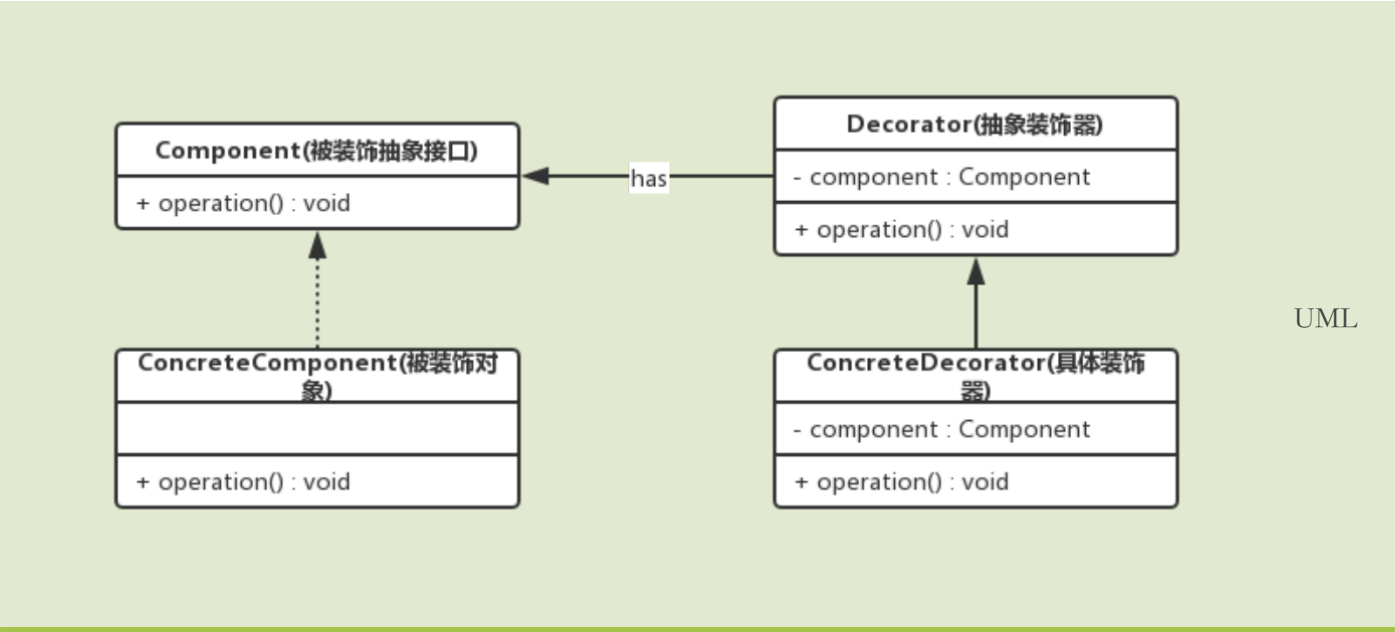 Component(被装饰抽象接口)
+ operation() : void
has
Decorator(抽象装饰器)
- component : Component
+ operation() : void
ConcreteComponent(被装饰对
象)
+ operation() : void
ConcreteDecorator(具体装饰
器)
- component : Component
+ operation() : void
UML